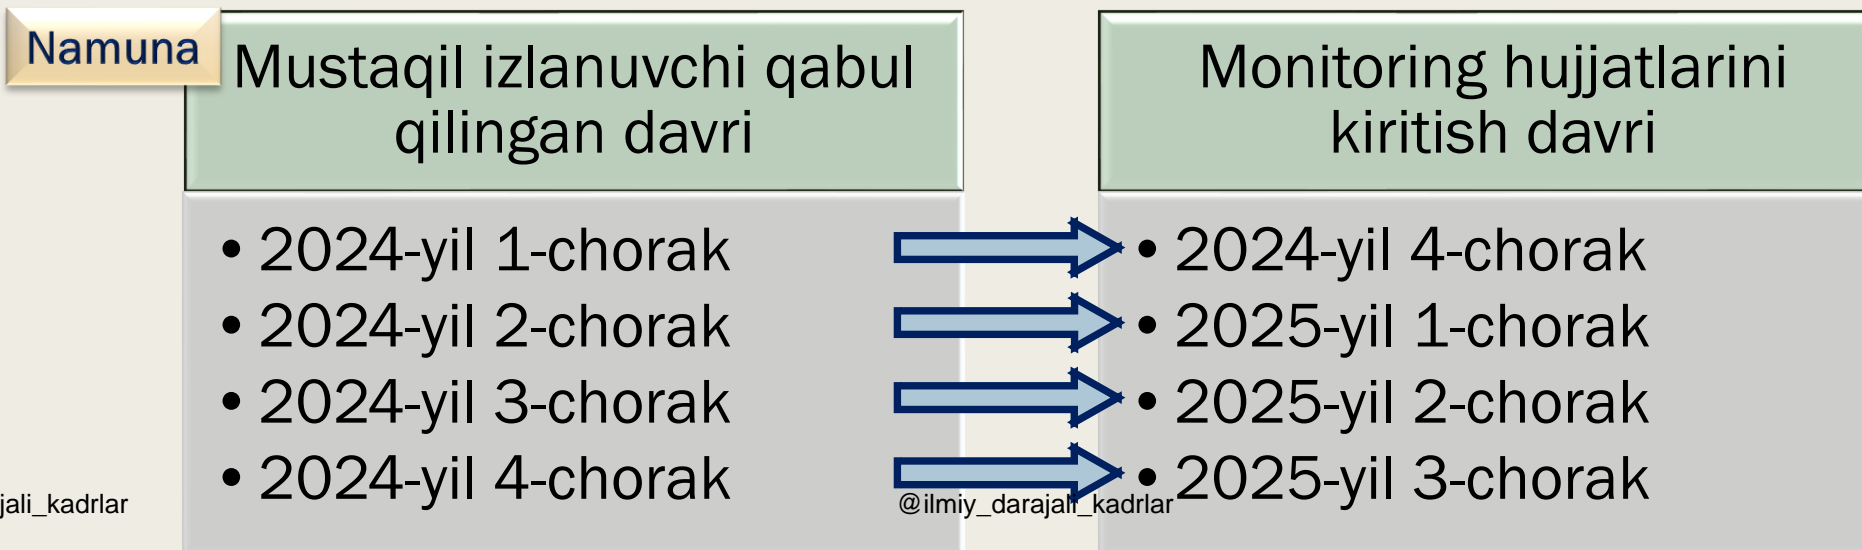 Namuna
Mustaqil izlanuvchi qabul
qilingan davri
• 2024-yil 1-chorak
• 2024-yil 2-chorak
• 2024-yil 3-chorak
• 2024-yil 4-chorak
Monitoring hujjatlarini
kiritish davri
• 2024-yil 4-chorak
• 2025-yil 1-chorak
• 2025-yil 2-chorak
• 2025-yil 3-chorak
jali_kadrlar
@ilmiy_darajali_kadrlar